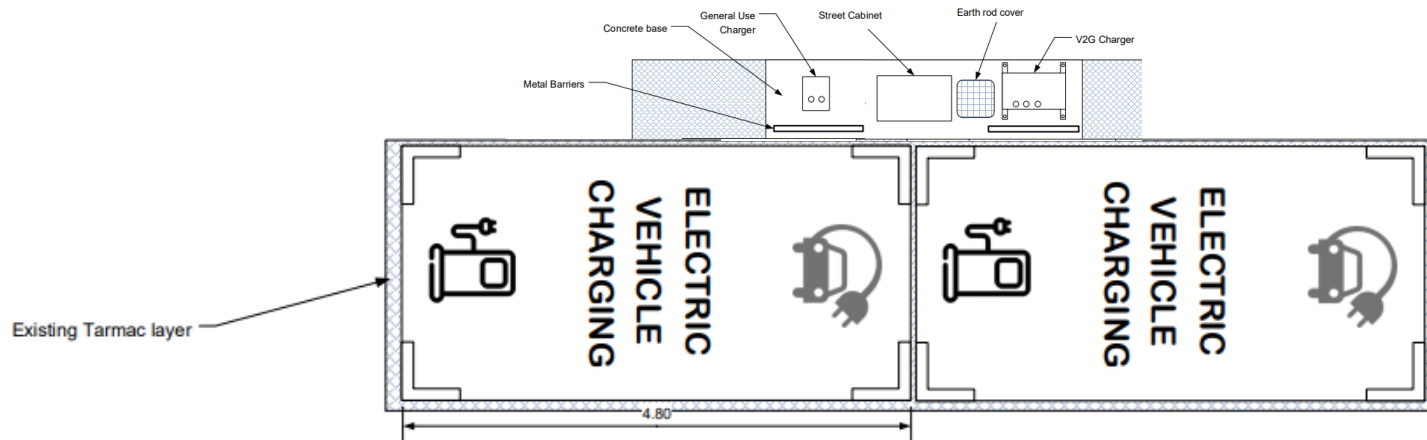 General Use
Charger
Street Cabinet
Earth rod cover
Concrete base
V2G Charger
Metal Barriers
ELECTRIC
VEHICLE
CHARGING
ELECTRIC
VEHICLE
CHARGING
Existing Tarmac layer
4.80